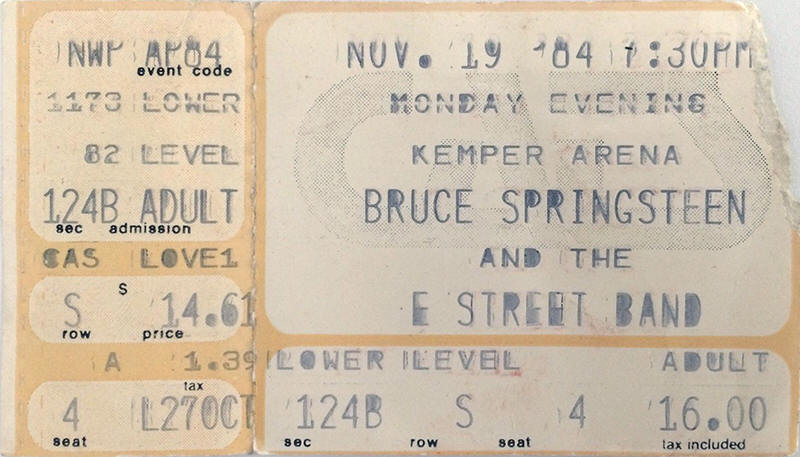 NWP AP84
event code
1173 LOWER
82 LEVEL
124B ADULT
sec admission
CAS LOVE1
$
S 14.61
row price
A 1.39
tax
4 L27OCT
seat
NOV. 19 '84 7:30PM
MONDAY EVENING
KEMPER ARENA
BRUCE SPRINGSTEEN
AND THE
E STREET BAND
LOWER LEVEL ADULT
124B S 4 16.00
sec row seat tax included